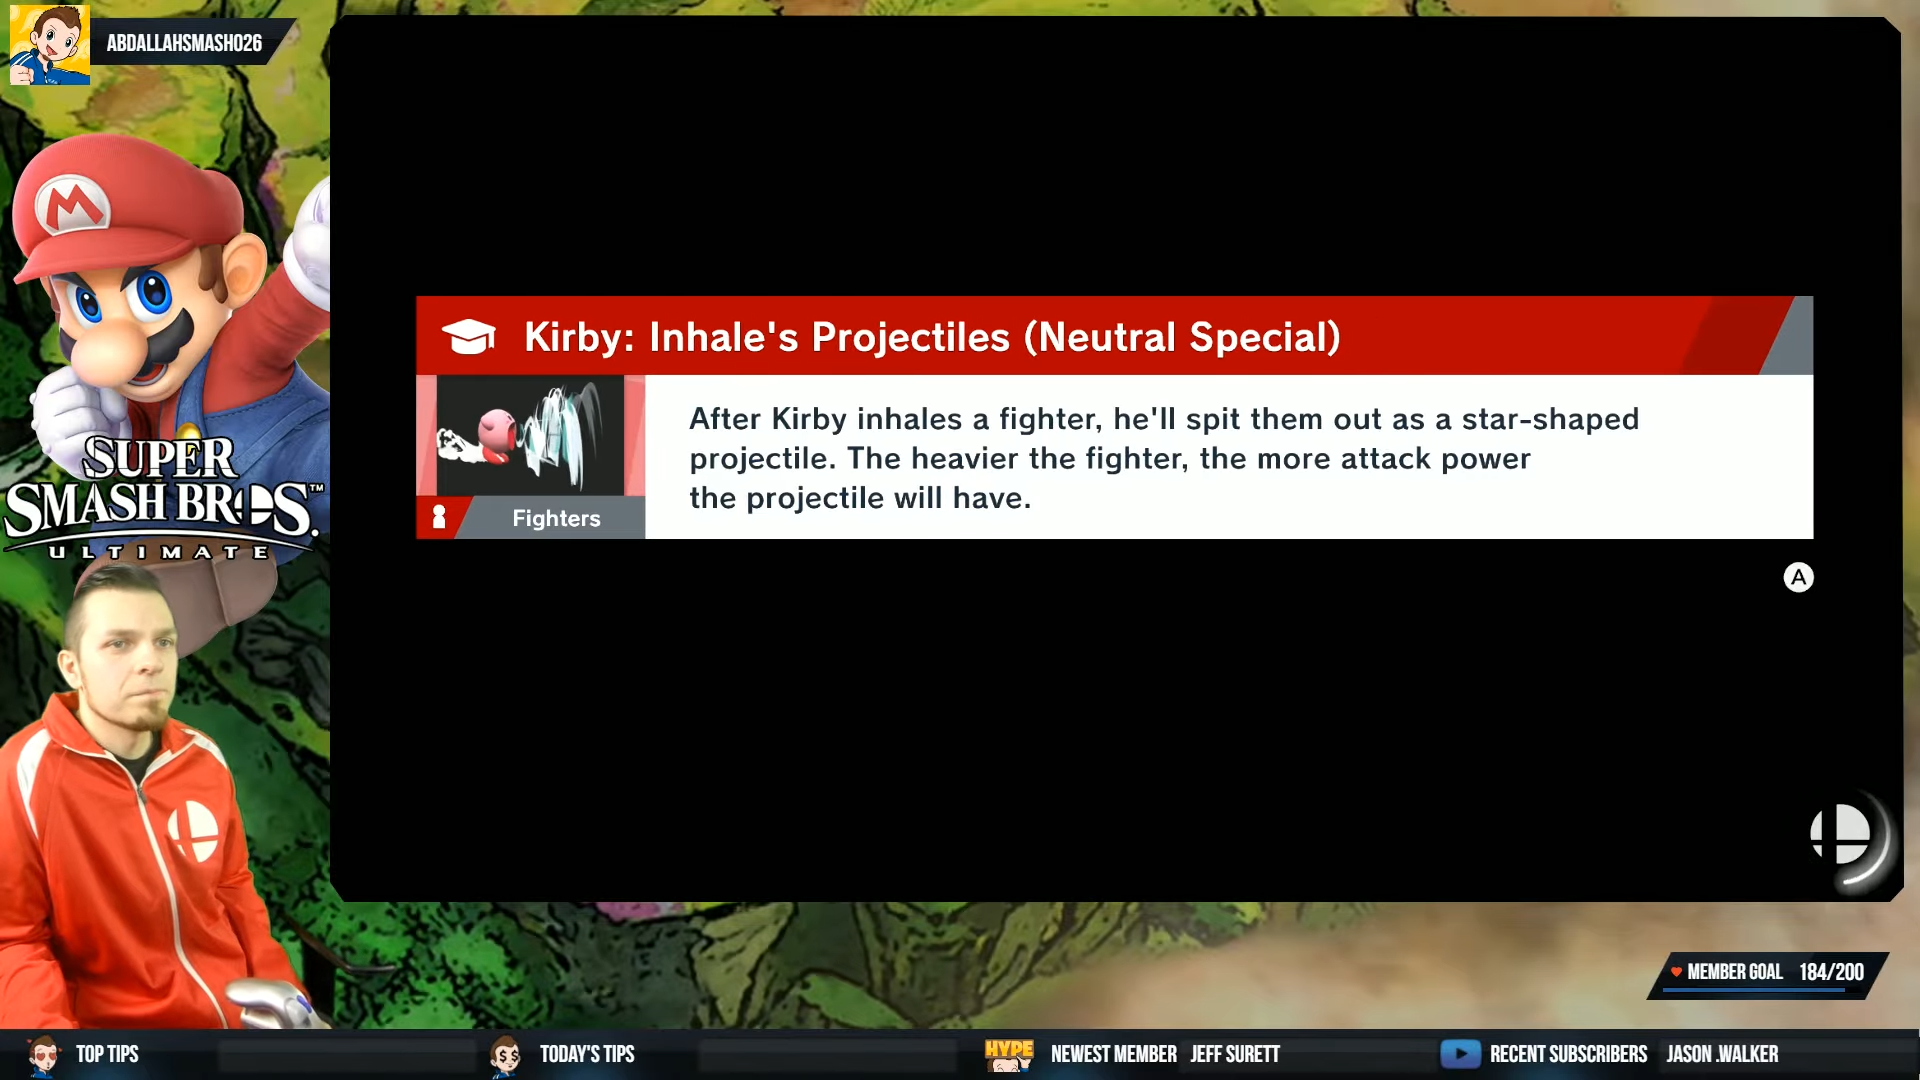 ABDALLAHSMASH026
M
SUPER
SMASH BROS.™
ULTIMATE
Kirby: Inhale's Projectiles (Neutral Special)
After Kirby inhales a fighter, he'll spit them out as a star-shaped
projectile. The heavier the fighter, the more attack power
the projectile will have.
Fighters
A
MEMBER GOAL 184/200
TOP TIPS
TODAY'S TIPS
HYPE
NEWEST MEMBER JEFF SURETT
RECENT SUBSCRIBERS JASON .WALKER